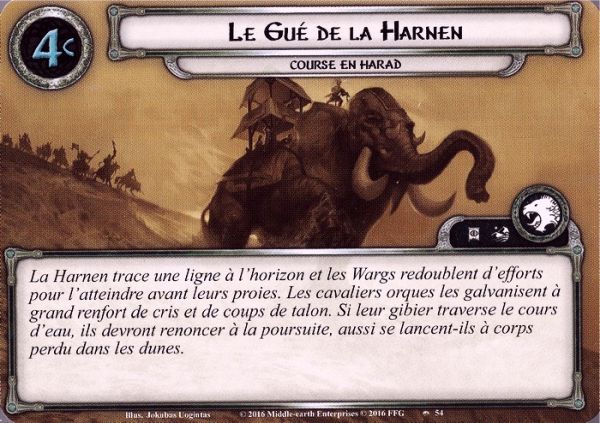 4C
LE GUÉ DE LA HARNEN
COURSE EN HARAD
La Harnen trace une ligne à l'horizon et les Wargs redoublent d'efforts
pour l'atteindre avant leurs proies. Les cavaliers orques les galvanisent à
grand renfort de cris et de coups de talon. Si leur gibier traverse le cours
d'eau, ils devront renoncer à la poursuite, aussi se lancent-ils à corps
perdu dans les dunes.
Illus. Jokubas Uogintas © 2016 Middle-earth Enterprises © 2016 FFG 54